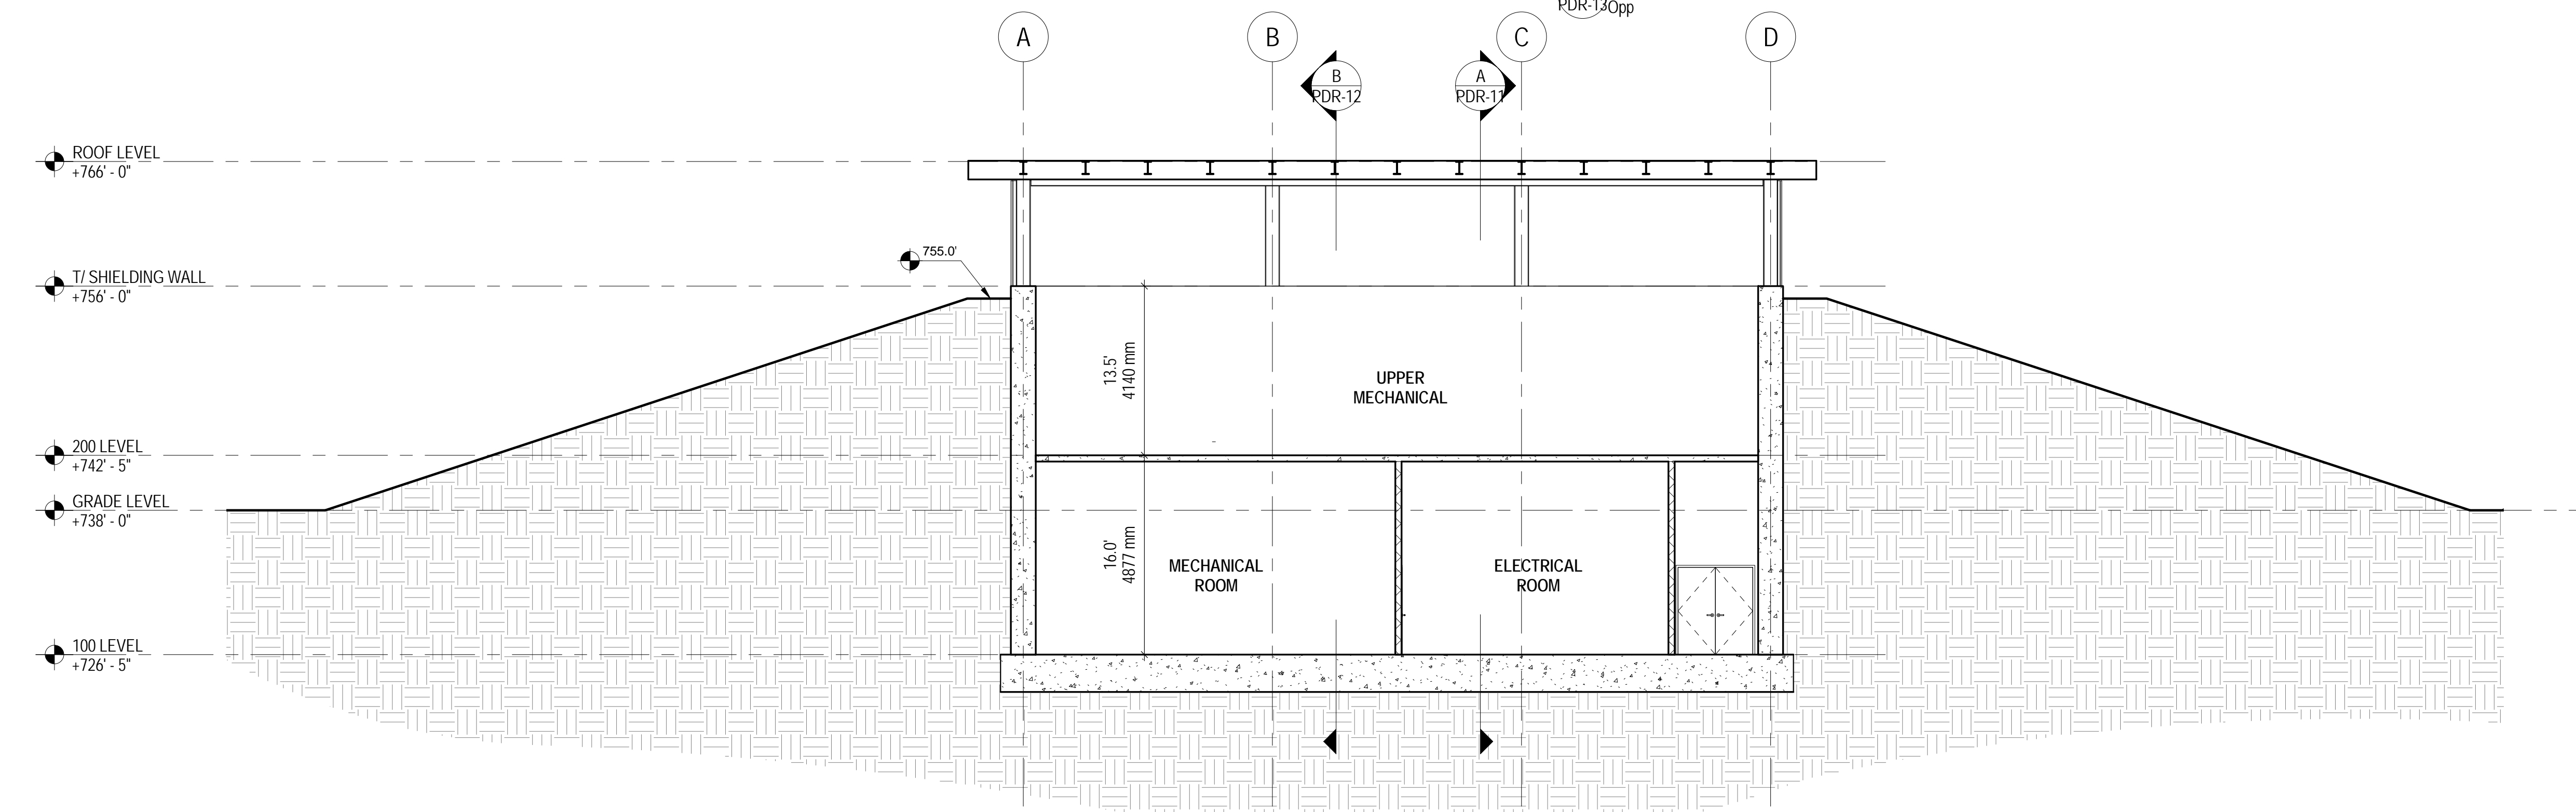 PDR-13
Opp
A
B
C
D
B
PDR-12
A
PDR-11
ROOF LEVEL
+766' - 0"
755.0'
T/ SHIELDING WALL
+756' - 0"
13.5'
4140 mm
UPPER
MECHANICAL
200 LEVEL
+742' - 5"
GRADE LEVEL
+738' - 0"
16.0'
4877 mm
MECHANICAL
ROOM
ELECTRICAL
ROOM
100 LEVEL
+726' - 5"